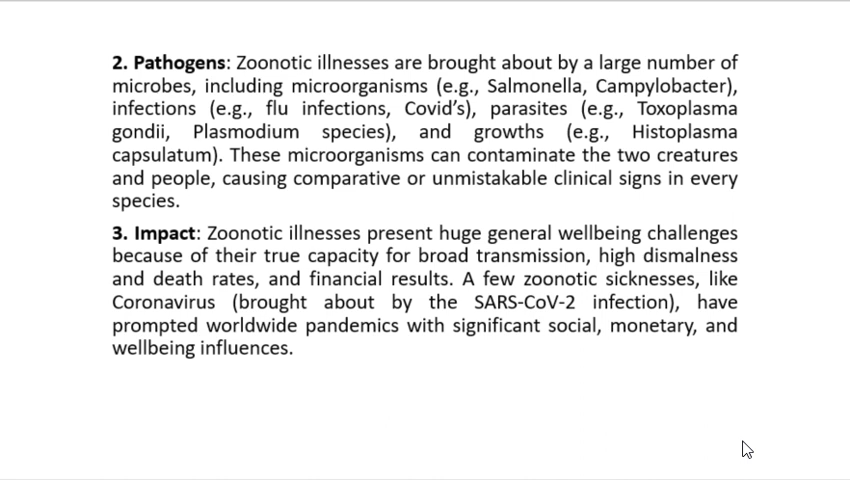 2. Pathogens: Zoonotic illnesses are brought about by a large number of
microbes, including microorganisms (e.g., Salmonella, Campylobacter),
infections (e.g., flu infections, Covid's), parasites (e.g., Toxoplasma
gondii, Plasmodium species), and growths (e.g., Histoplasma
capsulatum). These microorganisms can contaminate the two creatures
and people, causing comparative or unmistakable clinical signs in every
species.
3. Impact: Zoonotic illnesses present huge general wellbeing challenges
because of their true capacity for broad transmission, high dismalness
and death rates, and financial results. A few zoonotic sicknesses, like
Coronavirus (brought about by the SARS-CoV-2 infection), have
prompted worldwide pandemics with significant social, monetary, and
wellbeing influences.